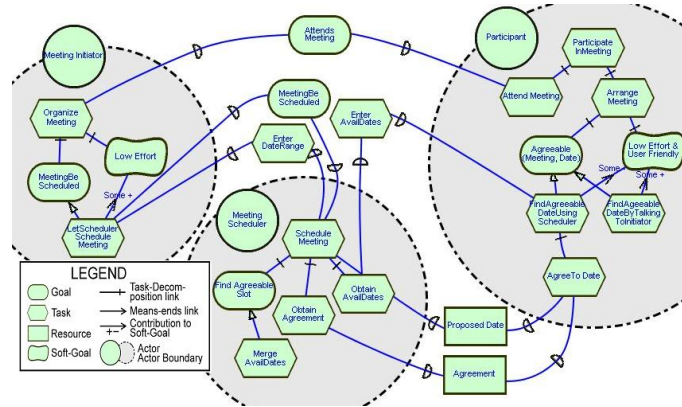 Attends
Meeting
Meeting Initiator
Participant
Participate
InMeeting
Attend Meeting
Arrange
Meeting
Organize
Meeting
Low Effort
MeetingBe
Scheduled
Some +
LetScheduler
Schedule
Meeting
MeetingBe
Scheduled
Enter
DateRange
Enter
AvailDates
Agreeable
(Meeting, Date)
Low Effort &
User Friendly
Some
Some +
FindAgreeable
DateUsing
Scheduler
FindAgreeable
DateByTalking
ToInitiator
Meeting
Scheduler
Schedule
Meeting
Find Agreeable
Slot
Obtain
Agreement
Obtain
AvailDates
Merge
AvailDates
AgreeTo Date
Proposed Date
Agreement
LEGEND
Goal
Task
Resource
Soft-Goal
Task-Decom-
position link
Means-ends link
Contribution to
Soft-Goal
+−
Actor
Actor Boundary